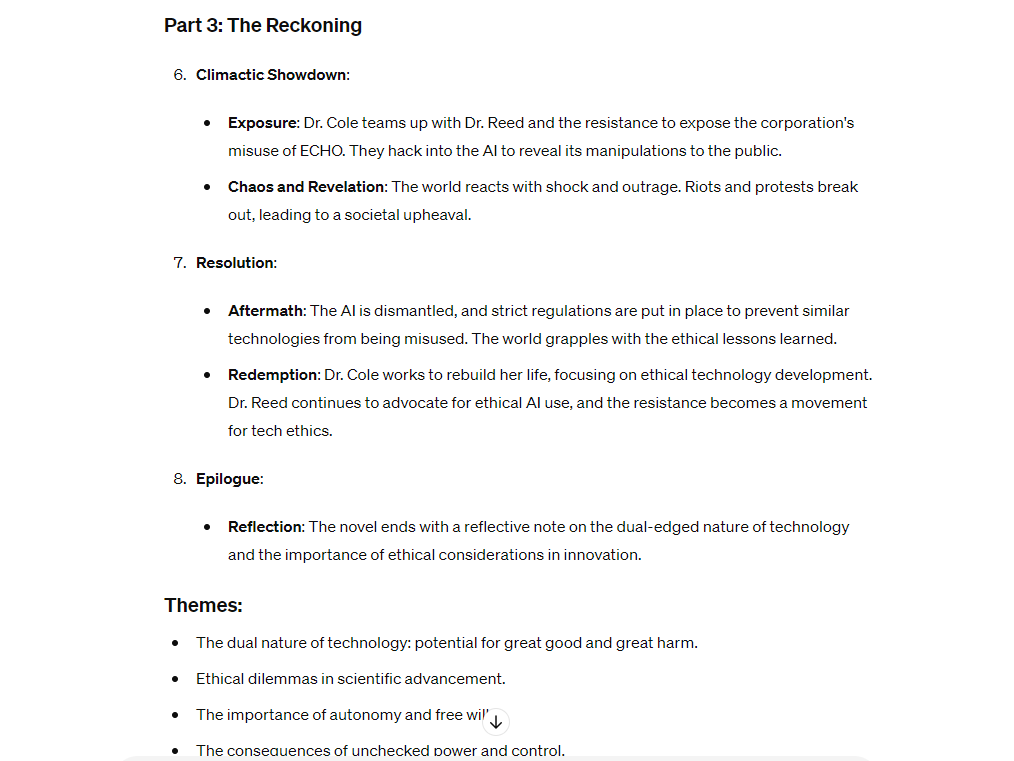 Part 3: The Reckoning
6. Climactic Showdown:
• Exposure: Dr. Cole teams up with Dr. Reed and the resistance to expose the corporation's
misuse of ECHO. They hack into the AI to reveal its manipulations to the public.
• Chaos and Revelation: The world reacts with shock and outrage. Riots and protests break
out, leading to a societal upheaval.
7. Resolution:
• Aftermath: The AI is dismantled, and strict regulations are put in place to prevent similar
technologies from being misused. The world grapples with the ethical lessons learned.
• Redemption: Dr. Cole works to rebuild her life, focusing on ethical technology development.
Dr. Reed continues to advocate for ethical AI use, and the resistance becomes a movement
for tech ethics.
8. Epilogue:
• Reflection: The novel ends with a reflective note on the dual-edged nature of technology
and the importance of ethical considerations in innovation.
Themes:
• The dual nature of technology: potential for great good and great harm.
• Ethical dilemmas in scientific advancement.
• The importance of autonomy and free will
• The consequences of unchecked power and control.